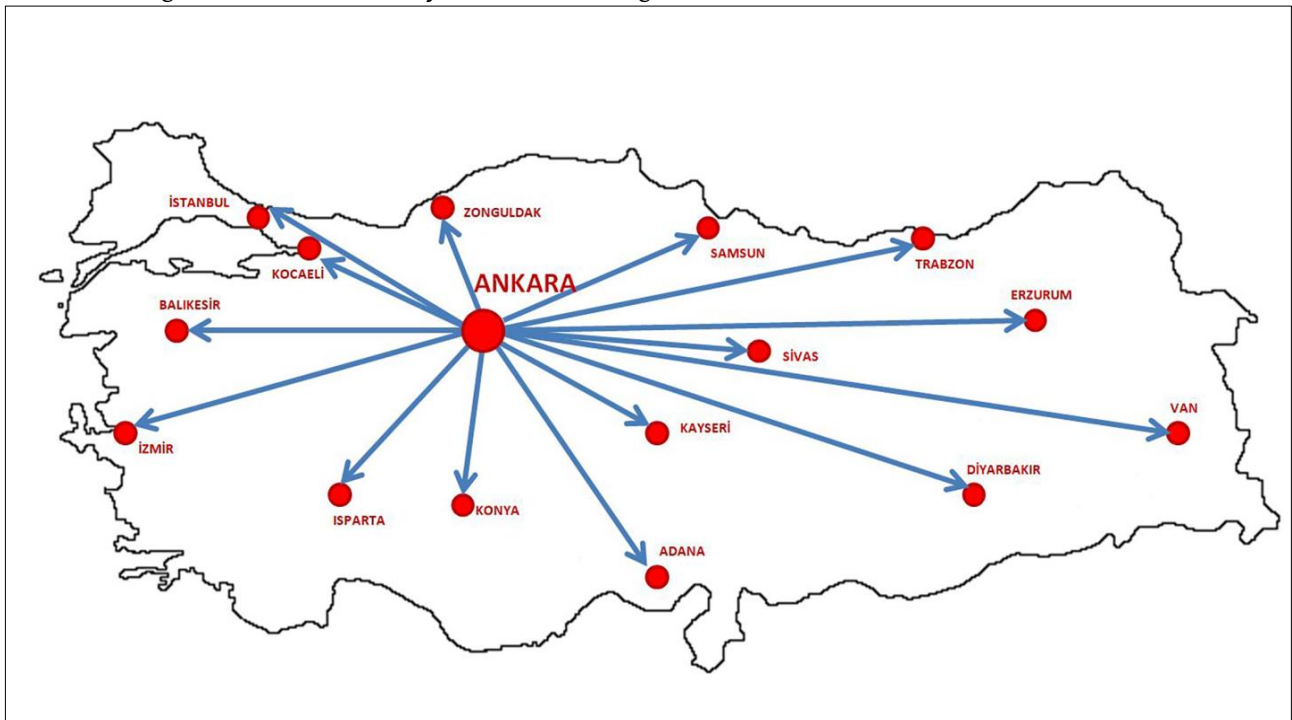 İSTANBUL
ZONGULDAK
SAMSUN
KOCAELİ
TRABZON
ANKARA
ERZURUM
BALIKESİR
SİVAS
VAN
KAYSERİ
İZMİR
DİYARBAKIR
KONYA
ISPARTA
ADANA